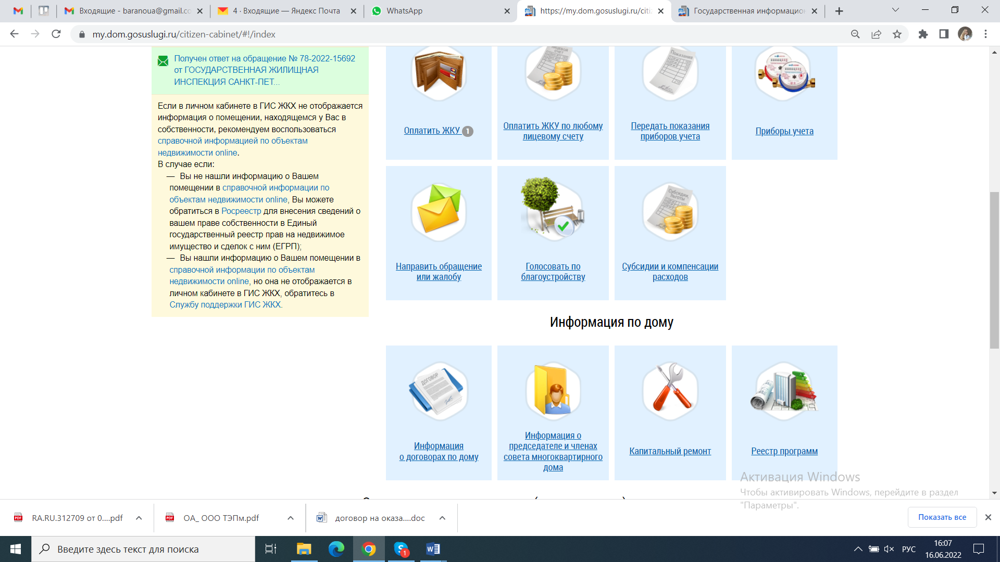 Входящие - baranoua@gmail.co
4 · Входящие — Яндекс Почта
WhatsApp
https://my.dom.gosuslugi.ru/citiz
Государственная информацион
my.dom.gosuslugi.ru/citizen-cabinet/#!/index
Получен ответ на обращение № 78-2022-15692
от ГОСУДАРСТВЕННАЯ ЖИЛИЩНАЯ
ИНСПЕКЦИЯ САНКТ-ПЕТ...
Если в личном кабинете в ГИС ЖКХ не отображается
информация о помещении, находящемся у Вас в
собственности, рекомендуем воспользоваться
справочной информацией по объектам
недвижимости online.
В случае если:
— Вы не нашли информацию о Вашем
помещении в справочной информации по
объектам недвижимости online, Вы можете
обратиться в Росреестр для внесения сведений о
вашем праве собственности в Единый
государственный реестр прав на недвижимое
имущество и сделок с ним (ЕГРП);
— Вы нашли информацию о Вашем помещении в
справочной информации по объектам
недвижимости online, но она не отображается в
личном кабинете в ГИС ЖКХ, обратитесь в
Службу поддержки ГИС ЖКХ.
Показания
Оплатить ЖКУ 1
Оплатить ЖКУ по любому
лицевому счету
Передать показания
приборов учета
Приборы учета
Субсидии,
льготы
Направить обращение
или жалобу
Голосовать по
благоустройству
Субсидии и компенсации
расходов
Информация по дому
ДОГОВОР
Информация
о договорах по дому
Информация о
председателе и членах
совета многоквартирного
дома
Капитальный ремонт
Реестр программ
Активация Windows
Чтобы активировать Windows, перейдите в раздел
"Параметры".
RA.RU.312709 от 0....pdf
ОА_ ООО ТЭПм.pdf
договор на оказа....doc
Показать все
Введите здесь текст для поиска
1
РУС
16:07
16.06.2022